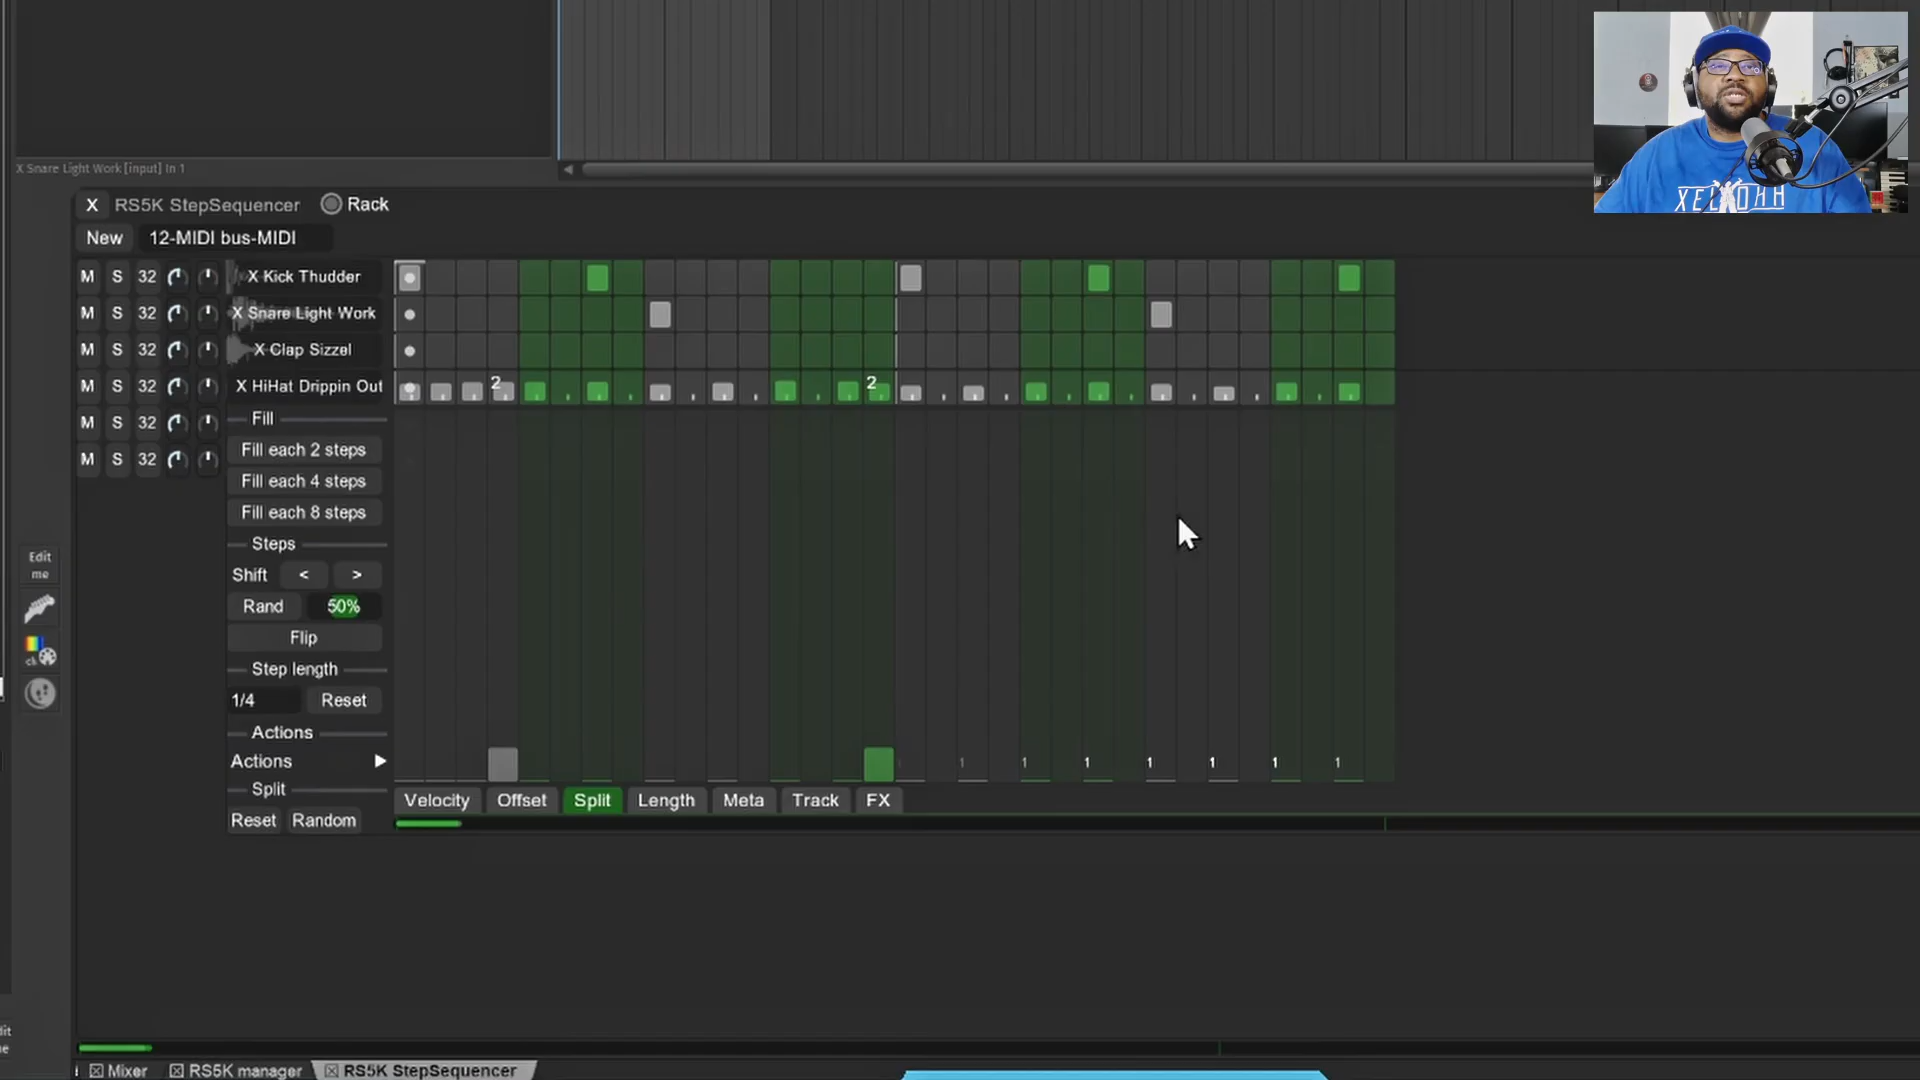 X Snare Light Work [input] In 1
X RS5K StepSequencer Rack
New 12-MIDI bus-MIDI
M S 32 X Kick Thudder
M S 32 X Snare Light Work
M S 32 X Clap Sizzel
M S 32 X HiHat Drippin Out 2 2
M S 32 Fill
Fill each 2 steps
M S 32
Fill each 4 steps
Fill each 8 steps
Steps
Edit
me
Shift < >
Rand 50%
Flip
Step length
1/4 Reset
Actions
Actions 1 1 1 1 1 1 1
Split
Velocity Offset Split Length Meta Track FX
Reset Random
Mixer RS5K manager RS5K StepSequencer